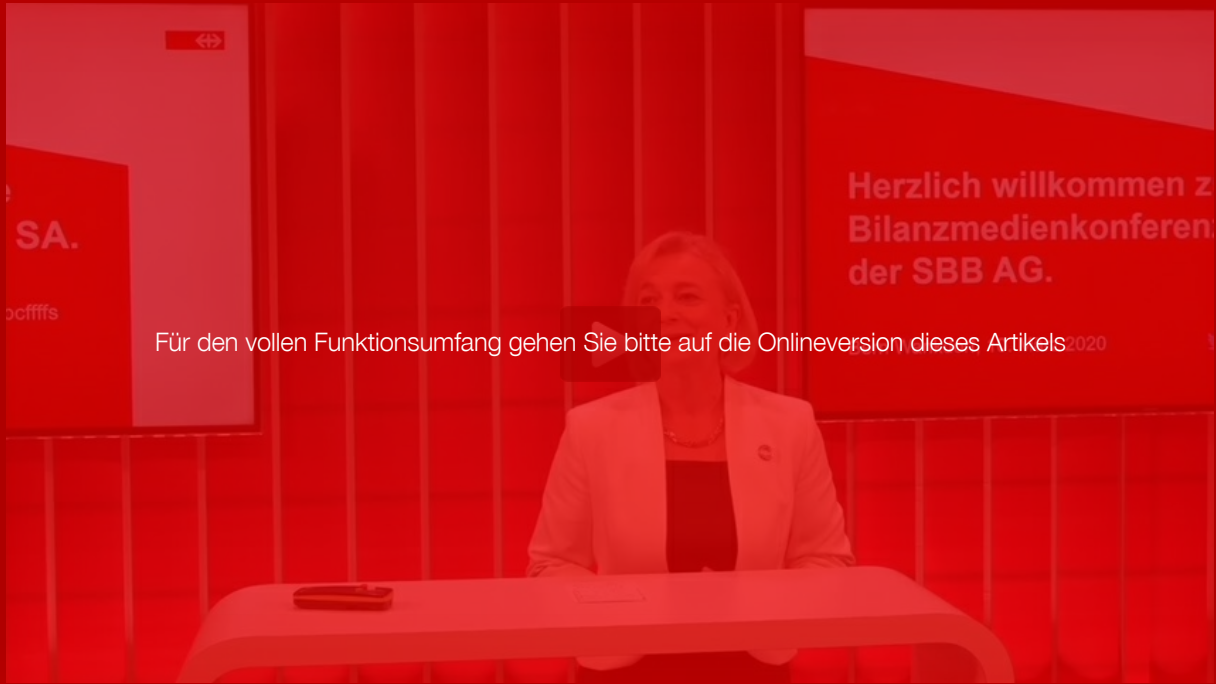 SA.
Herzlich willkommen z
Bilanzmedienkonferen
der SBB AG.
Für den vollen Funktionsumfang gehen Sie bitte auf die Onlineversion dieses Artikels
2020